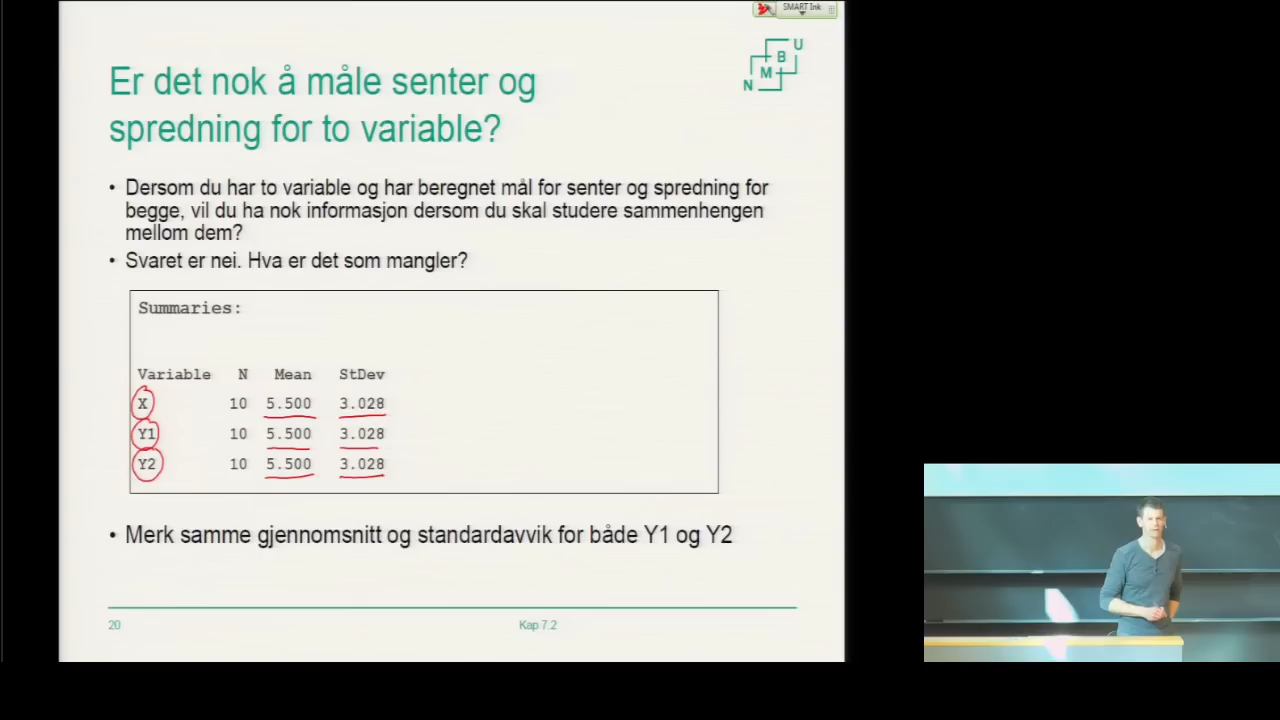 SMART Ink
N M B U
Er det nok å måle senter og
spredning for to variable?
• Dersom du har to variable og har beregnet mål for senter og spredning for
begge, vil du ha nok informasjon dersom du skal studere sammenhengen
mellom dem?
• Svaret er nei. Hva er det som mangler?
Summaries:
Variable N Mean StDev
X 10 5.500 3.028
Y1 10 5.500 3.028
Y2 10 5.500 3.028
• Merk samme gjennomsnitt og standardavvik for både Y1 og Y2
20 Kap 7.2